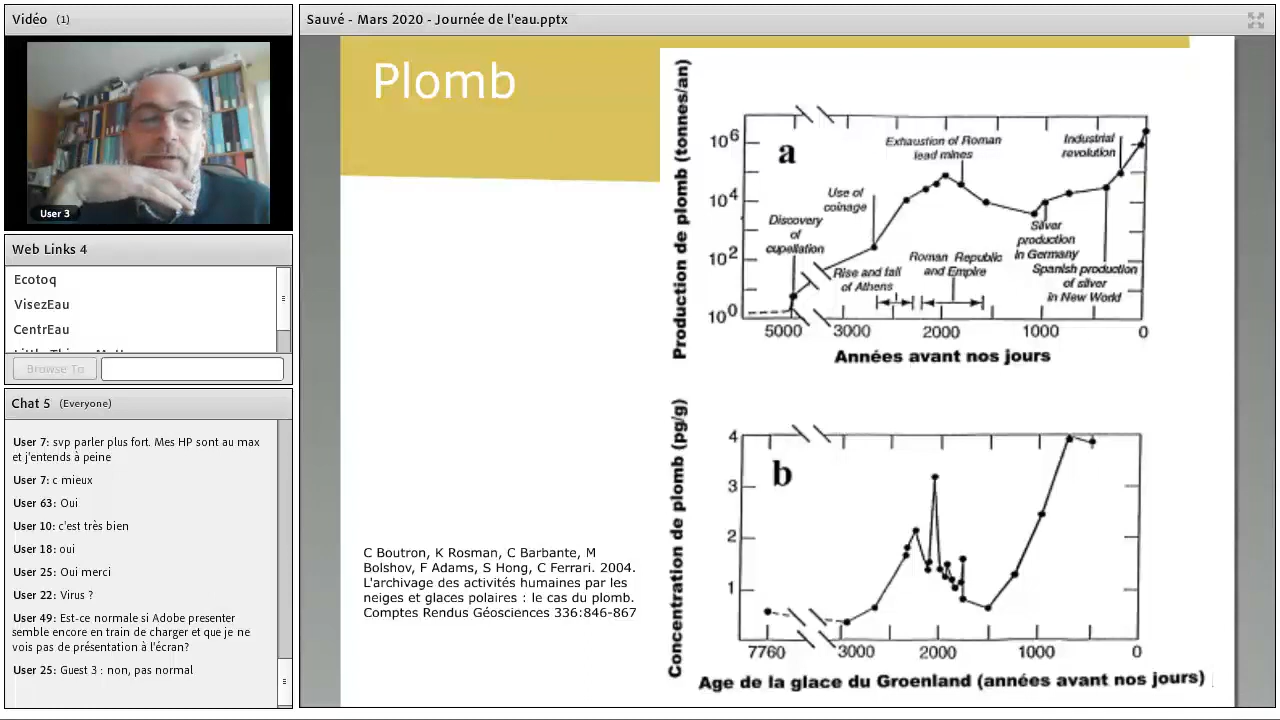 Vidéo (1)
User 3
Web Links 4
Ecotoq
VisezEau
CentrEau
Browse To
Chat 5 (Everyone)
User 7: svp parler plus fort. Mes HP sont au max
et j'entends à peine
User 7: c mieux
User 63: Oui
User 10: c'est très bien
User 18: oui
User 25: Oui merci
User 22: Virus ?
User 49: Est-ce normale si Adobe presenter
semble encore en train de charger et que je ne
vois pas de présentation à l'écran?
User 25: Guest 3 : non, pas normal
Sauvé - Mars 2020 - Journée de l'eau.pptx
Plomb
C Boutron, K Rosman, C Barbante, M
Bolshov, F Adams, S Hong, C Ferrari. 2004.
L'archivage des activités humaines par les
neiges et glaces polaires : le cas du plomb.
Comptes Rendus Géosciences 336:846-867
Production de plomb (tonnes/an)
10^6
10^4
10^2
10^0
a
Discovery
of
cupellation
Use of
coinage
Exhaustion of Roman
lead mines
Industrial
revolution
Rise and fall
of Athens
Roman Republic
and Empire
Silver
production
in Germany
Spanish production
of silver
in New World
5000 3000 2000 1000 0
Années avant nos jours
Concentration de plomb (pg/g)
4
3
2
1
b
7760 3000 2000 1000 0
Age de la glace du Groenland (années avant nos jours)